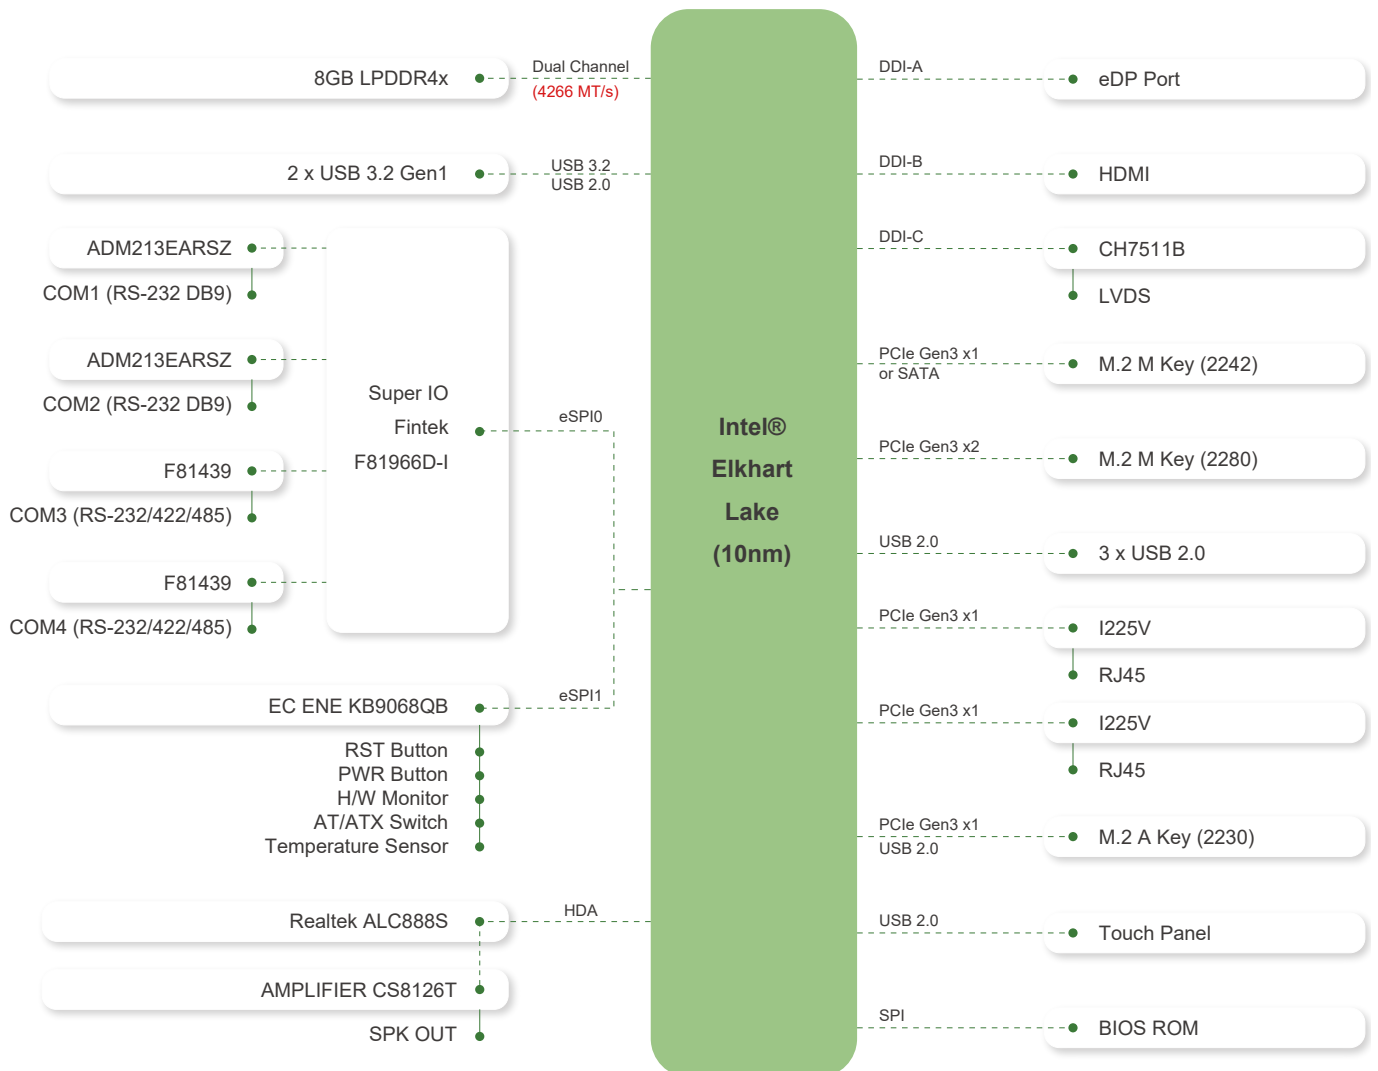 8GB LPDDR4x
Dual Channel
(4266 MT/s)
2 x USB 3.2 Gen1
USB 3.2
USB 2.0
ADM213EARSZ
COM1 (RS-232 DB9)
ADM213EARSZ
COM2 (RS-232 DB9)
F81439
COM3 (RS-232/422/485)
F81439
COM4 (RS-232/422/485)
Super IO
Fintek
F81966D-I
eSPI0
eSPI1
EC ENE KB9068QB
RST Button
PWR Button
H/W Monitor
AT/ATX Switch
Temperature Sensor
Realtek ALC888S
HDA
AMPLIFIER CS8126T
SPK OUT
Intel®
Elkhart
Lake
(10nm)
DDI-A
eDP Port
DDI-B
HDMI
DDI-C
CH7511B
LVDS
PCIe Gen3 x1
or SATA
M.2 M Key (2242)
PCIe Gen3 x2
M.2 M Key (2280)
USB 2.0
3 x USB 2.0
PCIe Gen3 x1
I225V
RJ45
PCIe Gen3 x1
I225V
RJ45
PCIe Gen3 x1
USB 2.0
M.2 A Key (2230)
USB 2.0
Touch Panel
SPI
BIOS ROM